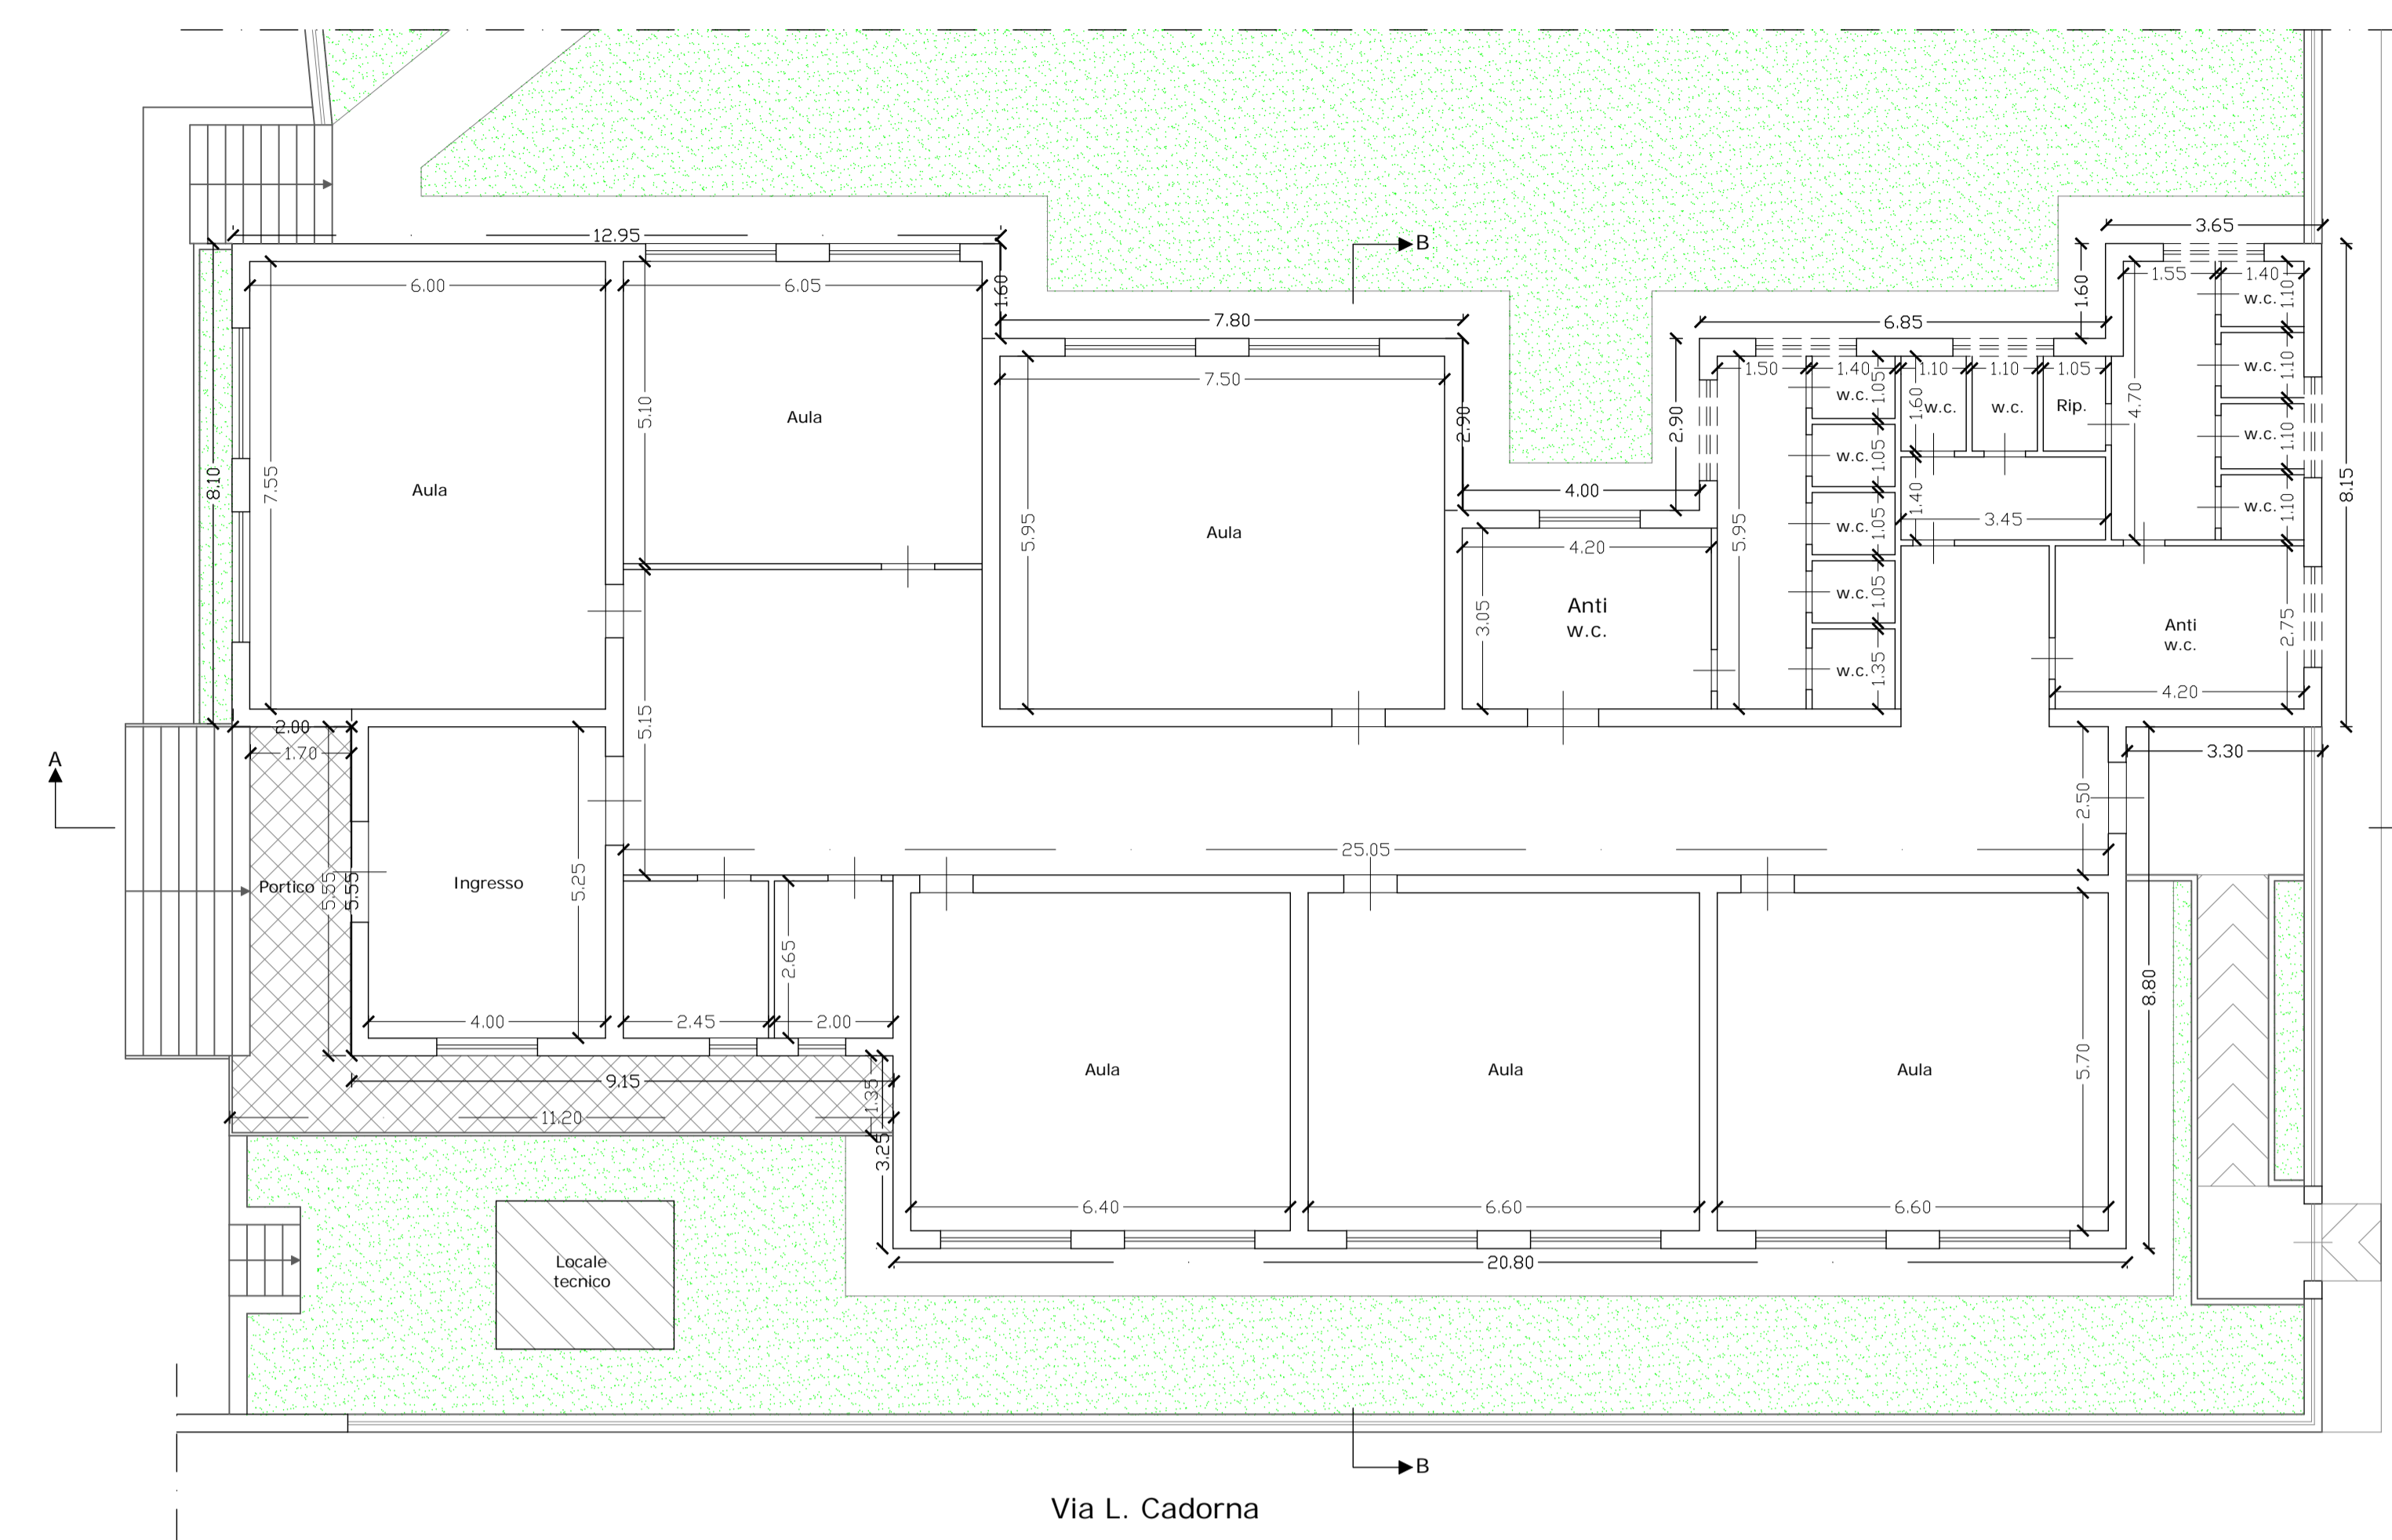 12.95
3.65
B
1.55
1.40
6.00
6.05
1.60
1.60
w.c.
1.10
7.80
6.85
7.50
1.50
1.40
1.10
1.10
1.05
w.c.
1.05
1.60
w.c.
w.c.
Rip.
4.70
w.c.
1.10
Aula
5.10
2.90
2.90
w.c.
1.10
8.10
7.55
Aula
4.00
w.c.
1.05
1.40
w.c.
1.10
8.15
Aula
5.95
4.20
5.95
w.c.
1.05
3.45
Anti
w.c.
3.05
w.c.
1.05
Anti
w.c.
2.75
w.c.
1.35
4.20
2.00
1.70
5.15
3.30
A
2.50
25.05
Portico
5.55
5.55
Ingresso
5.25
2.65
8.80
4.00
2.45
2.00
Aula
Aula
Aula
5.70
9.15
1.35
11.20
3.25
6.40
6.60
6.60
Locale
tecnico
20.80
B
Via L. Cadorna